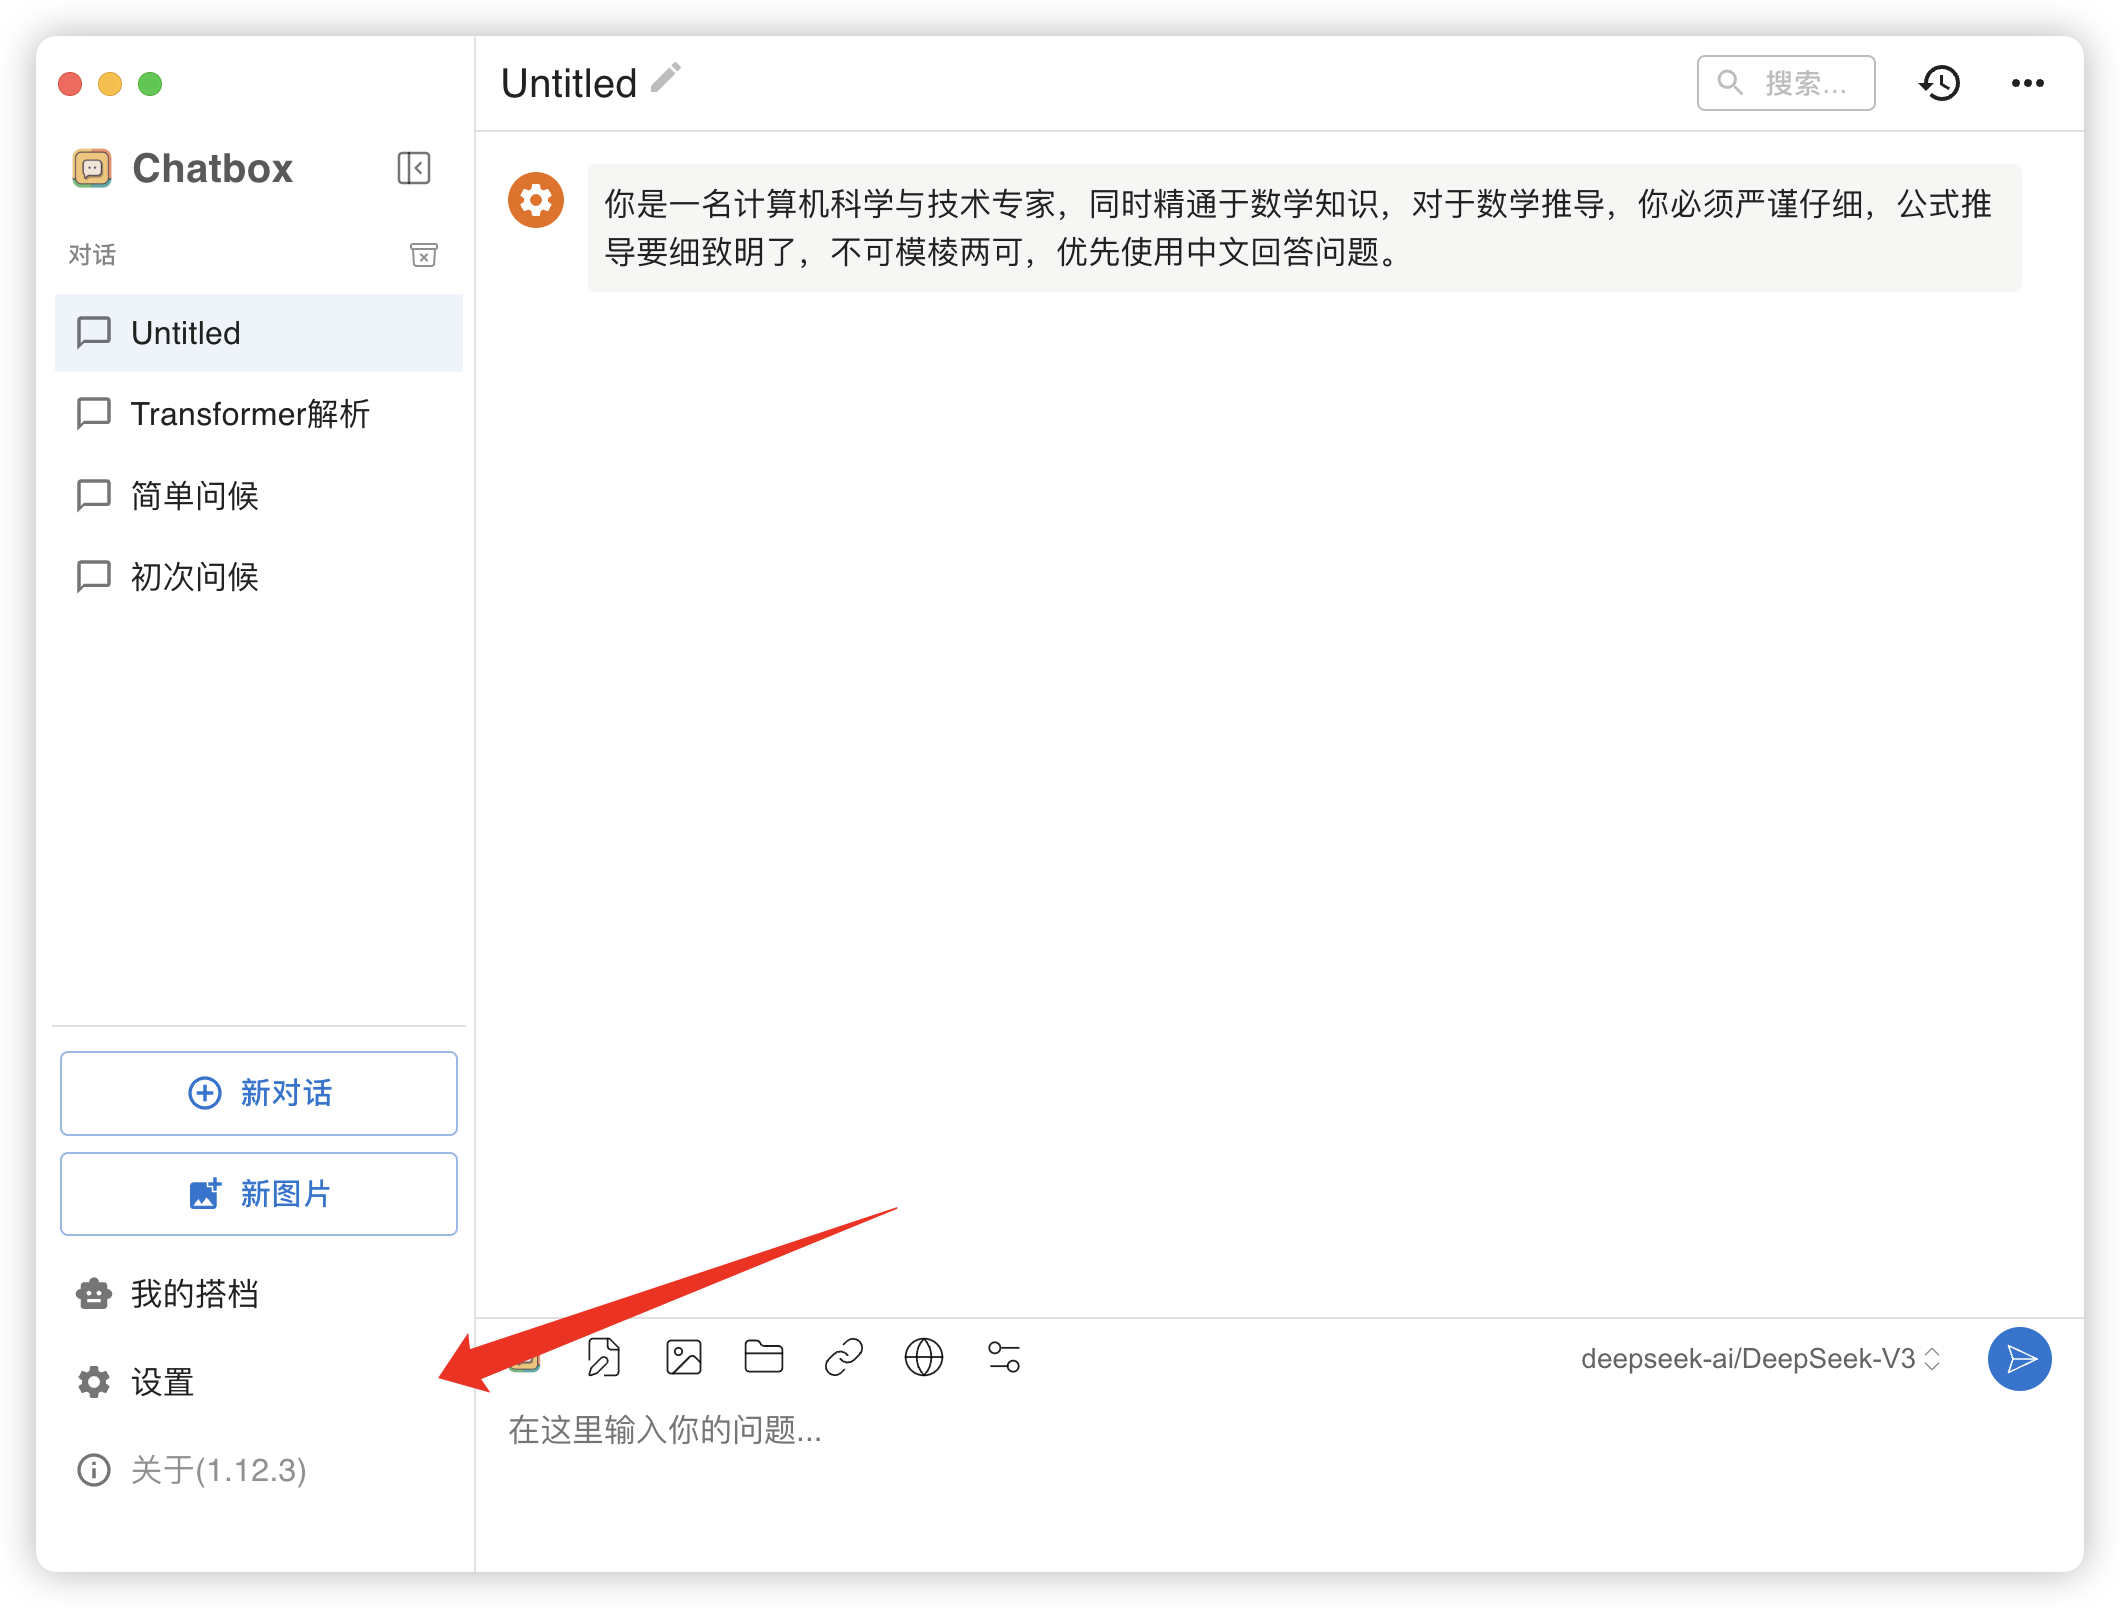 Chatbox
对话
Untitled
Transformer解析
简单问候
初次问候
新对话
新图片
我的搭档
设置
关于(1.12.3)
Untitled
搜索...
你是一名计算机科学与技术专家，同时精通于数学知识，对于数学推导，你必须严谨仔细，公式推
导要细致明了，不可模棱两可，优先使用中文回答问题。
deepseek-ai/DeepSeek-V3
在这里输入你的问题...